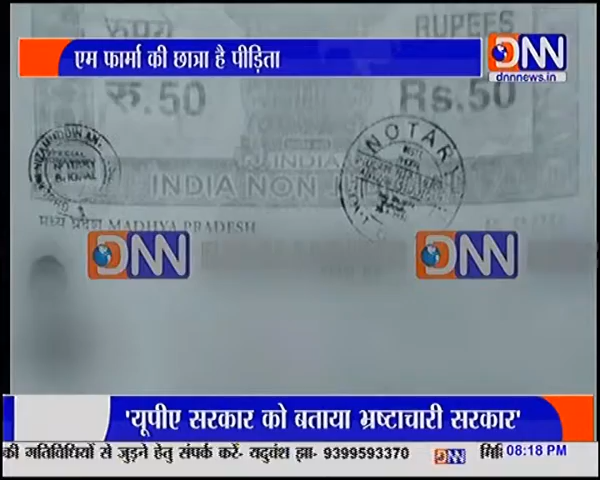 एम फार्मा की छात्रा है पीड़िता
DNN
dnnnews.in
रुपये RUPEES
रु.50 Rs.50
NOTARY
INDIA
INDIA NON
मध्य प्रदेश MADHYA PRADESH
DNN DNN
'यूपीए सरकार को बताया भ्रष्टाचारी सरकार'
की गतिविधियों से जुड़ने हेतु संपर्क करें- यदुवंश झा- 9399593370 DNN 08:18 PM